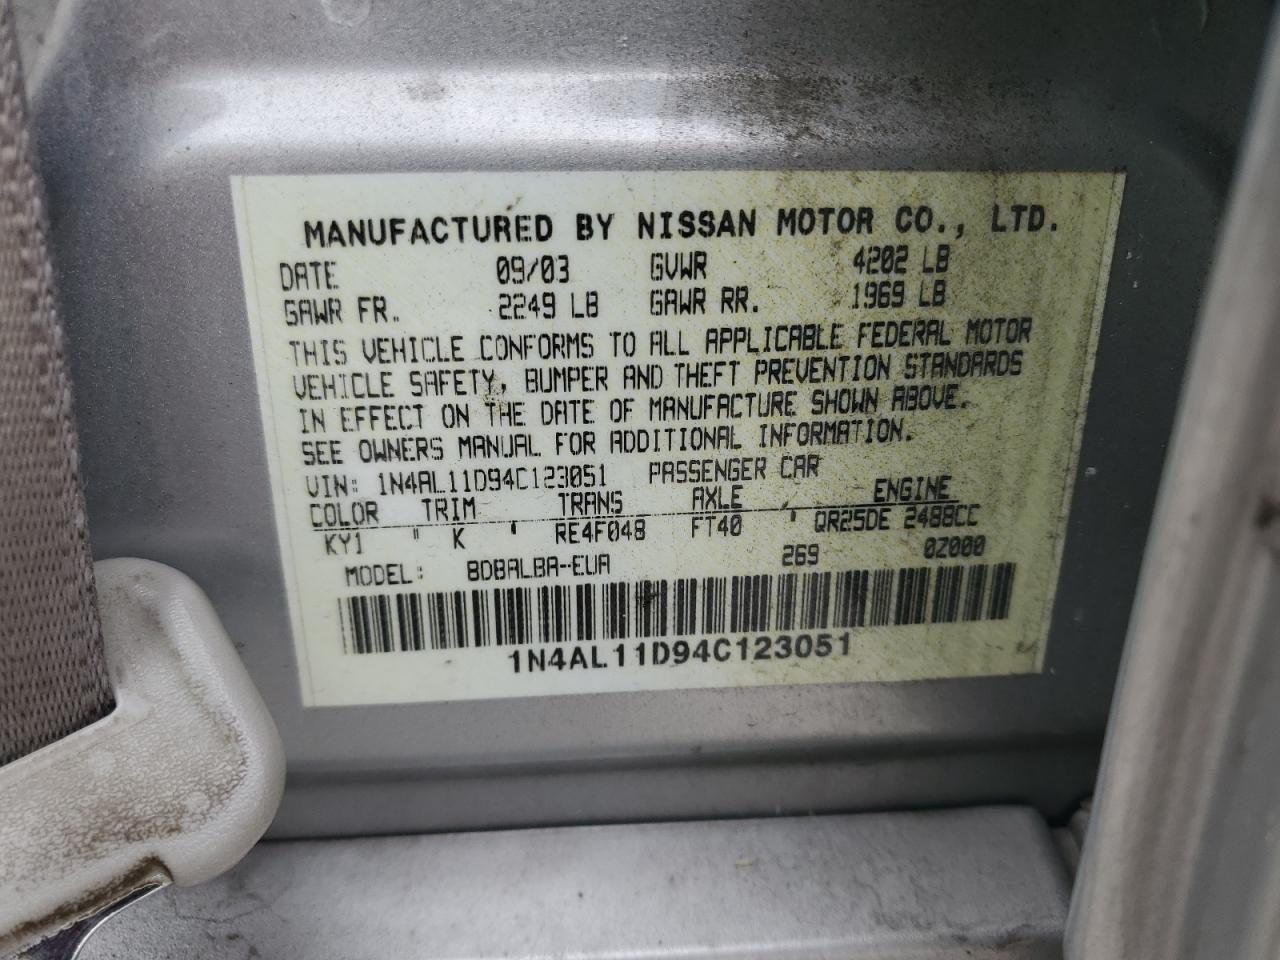 MANUFACTURED BY NISSAN MOTOR CO., LTD.
DATE 09/03 GVWR 4202 LB
GAWR FR. 2249 LB GAWR RR. 1969 LB
THIS VEHICLE CONFORMS TO ALL APPLICABLE FEDERAL MOTOR
VEHICLE SAFETY, BUMPER AND THEFT PREVENTION STANDARDS
IN EFFECT ON THE DATE OF MANUFACTURE SHOWN ABOVE.
SEE OWNERS MANUAL FOR ADDITIONAL INFORMATION.
VIN: 1N4AL11D94C123051 PASSENGER CAR
COLOR TRIM TRANS AXLE ENGINE
KY1 K RE4F04B FT40 QR25DE 2488CC
MODEL: BDBALBA-EUA 269 0Z000
1N4AL11D94C123051